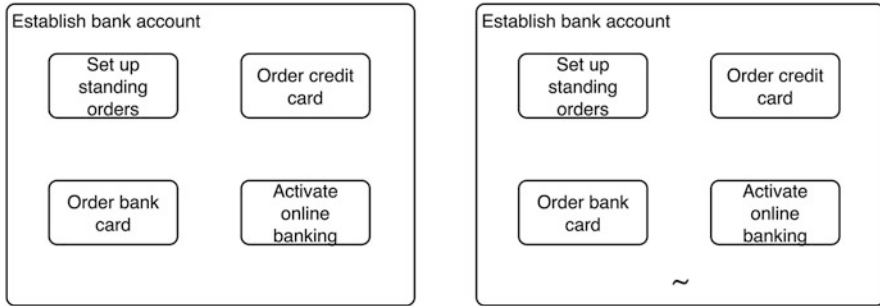 Establish bank account
Set up
standing
orders
Order credit
card
Order bank
card
Activate
online
banking
Establish bank account
Set up
standing
orders
Order credit
card
Order bank
card
Activate
online
banking
~